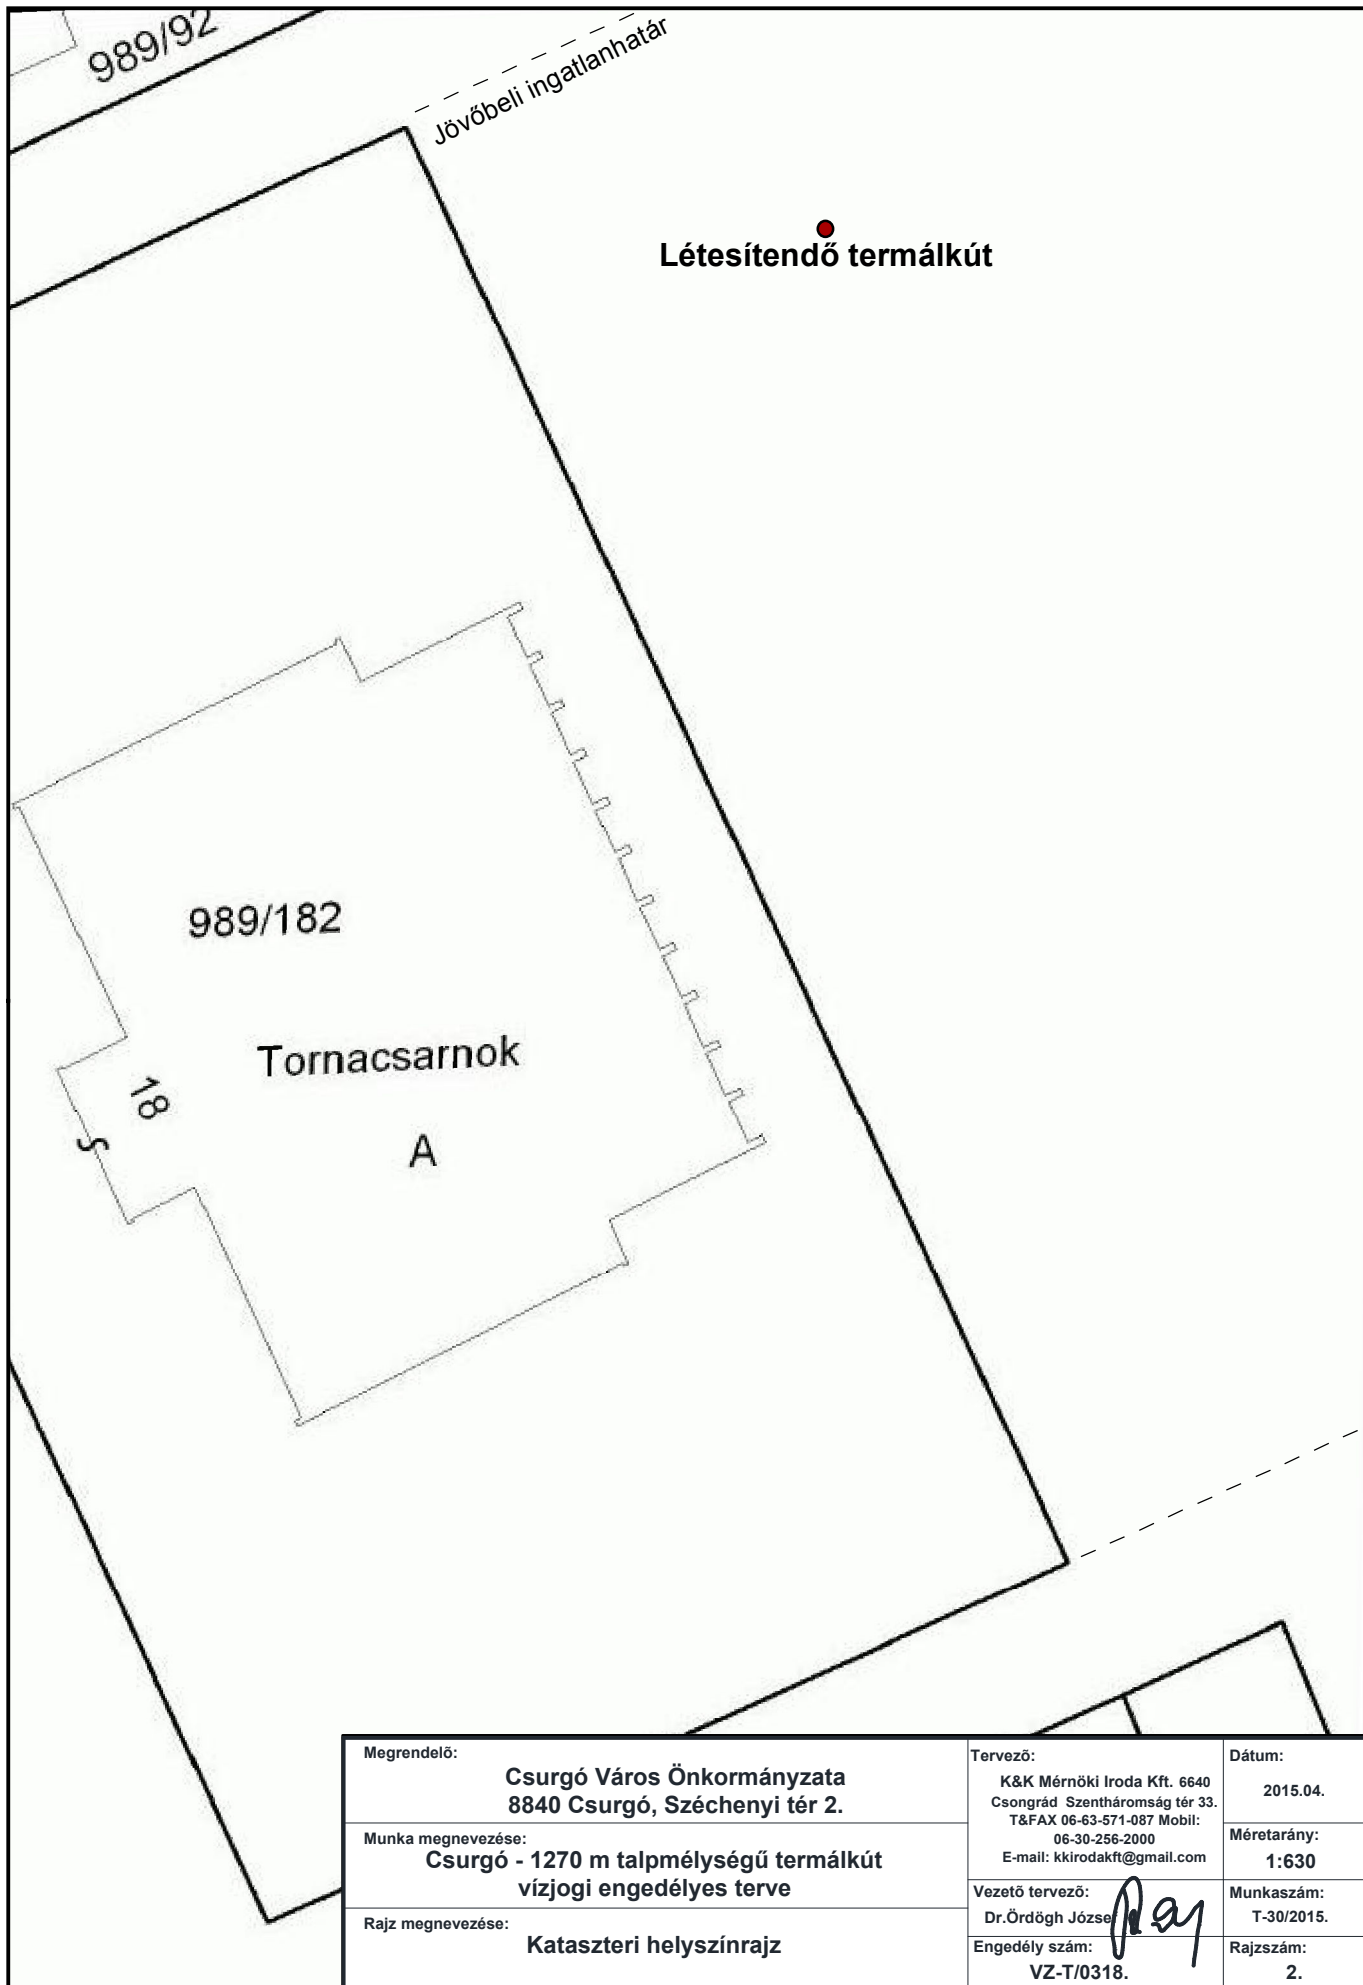 989/92
Jövőbeli ingatlanhatár
Létesítendő termálkút
989/182
Tornacsarnok
18
A
Megrendelő:
Csurgó Város Önkormányzata
8840 Csurgó, Széchenyi tér 2.
Munka megnevezése:
Csurgó - 1270 m talpmélységű termálkút
vízjogi engedélyes terve
Rajz megnevezése:
Kataszteri helyszínrajz
Tervező:
K&K Mérnöki Iroda Kft. 6640
Csongrád Szentháromság tér 33.
T&FAX 06-63-571-087 Mobil:
06-30-256-2000
E-mail: kkirodakft@gmail.com
Vezető tervező:
Dr.Ördögh József
Engedély szám:
VZ-T/0318.
Dátum:
2015.04.
Méretarány:
1:630
Munkaszám:
T-30/2015.
Rajzszám:
2.